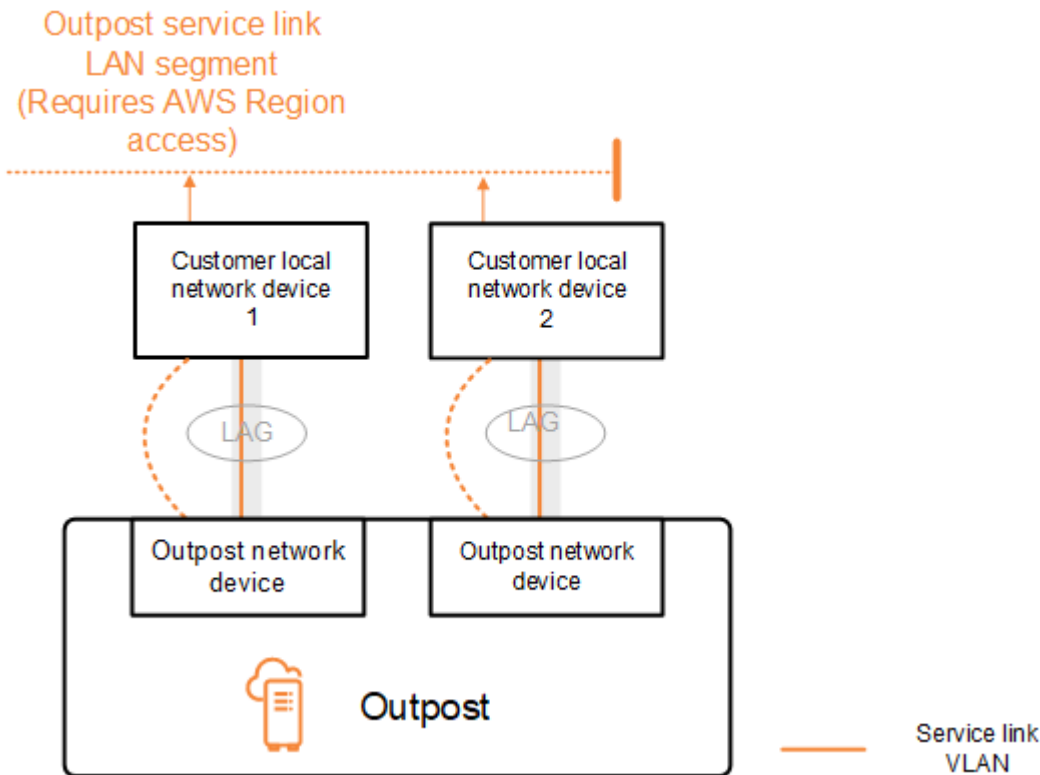 Outpost service link
LAN segment
(Requires AWS Region
access)
Customer local
network device
1
Customer local
network device
2
LAG
LAG
Outpost network
device
Outpost network
device
Outpost
Service link
VLAN